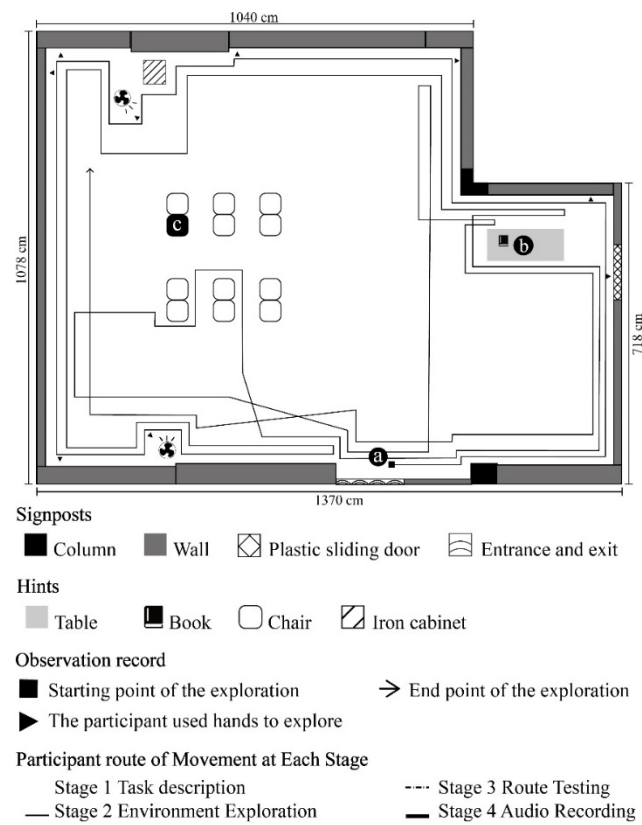 1040 cm
1078 cm
c
b
718 cm
a
1370 cm
Signposts
Column Wall Plastic sliding door Entrance and exit
Hints
Table Book Chair Iron cabinet
Observation record
Starting point of the exploration End point of the exploration
The participant used hands to explore
Participant route of Movement at Each Stage
Stage 1 Task description Stage 3 Route Testing
Stage 2 Environment Exploration Stage 4 Audio Recording